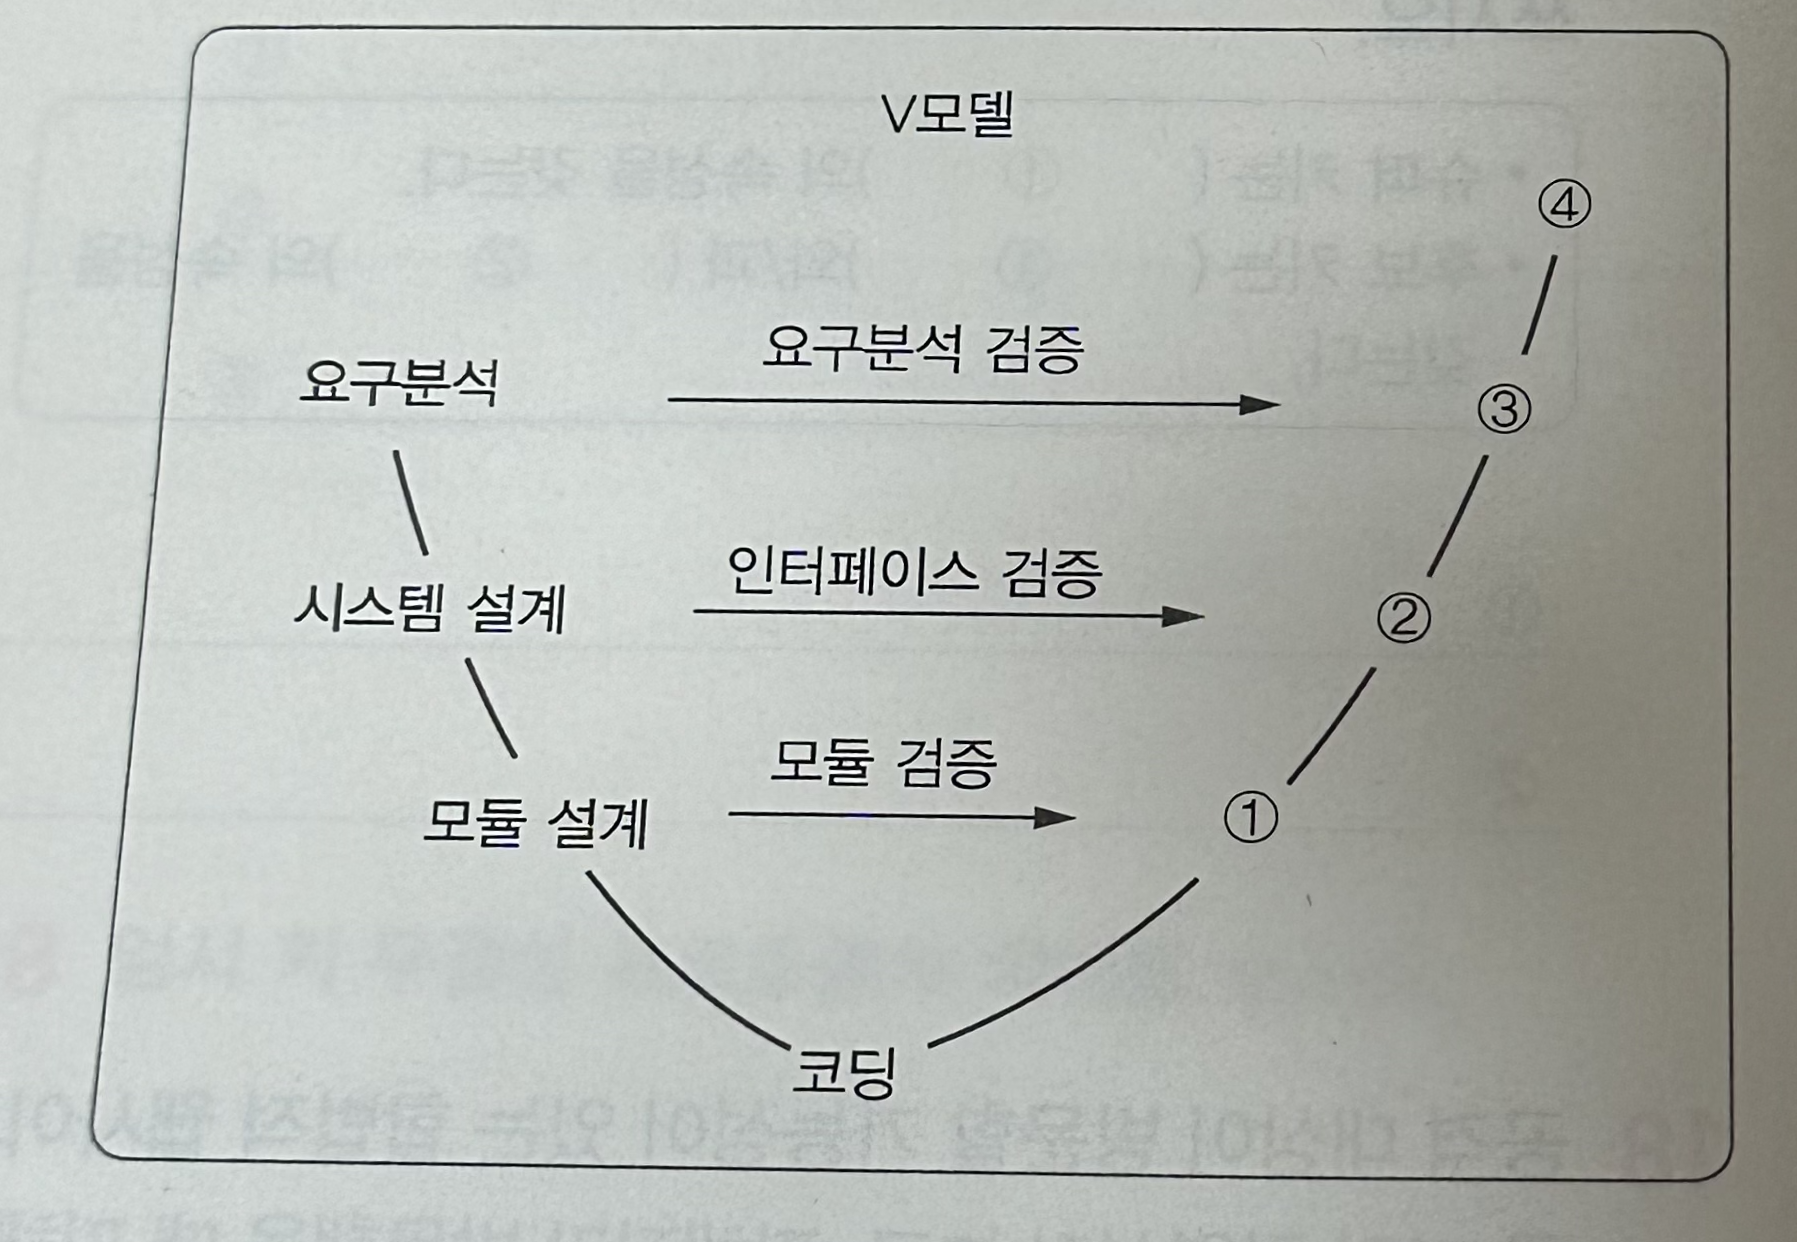 V모델
④
요구분석 검증
요구분석
③
인터페이스 검증
시스템 설계
②
모듈 검증
모듈 설계
①
코딩